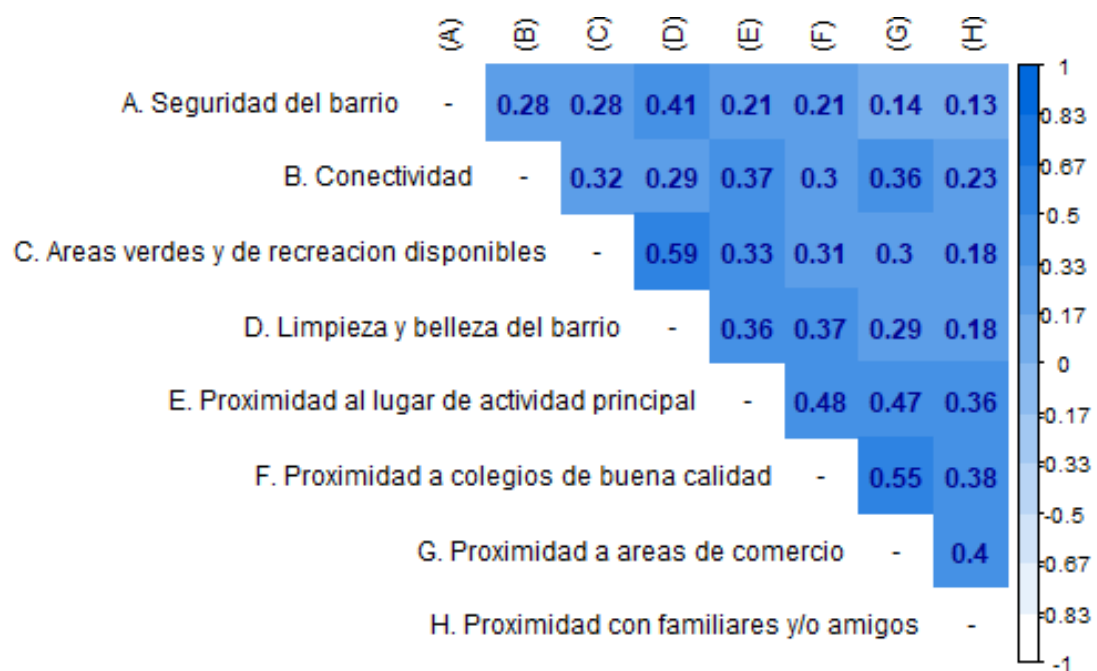 (A) (B) (C) (D) (E) (F) (G) (H)
A. Seguridad del barrio - 0.28 0.28 0.41 0.21 0.21 0.14 0.13
B. Conectividad - 0.32 0.29 0.37 0.3 0.36 0.23
C. Areas verdes y de recreacion disponibles - 0.59 0.33 0.31 0.3 0.18
D. Limpieza y belleza del barrio - 0.36 0.37 0.29 0.18
E. Proximidad al lugar de actividad principal - 0.48 0.47 0.36
F. Proximidad a colegios de buena calidad - 0.55 0.38
G. Proximidad a areas de comercio - 0.4
H. Proximidad con familiares y/o amigos -
1
0.83
0.67
0.5
0.33
0.17
0
-0.17
-0.33
-0.5
-0.67
-0.83
-1